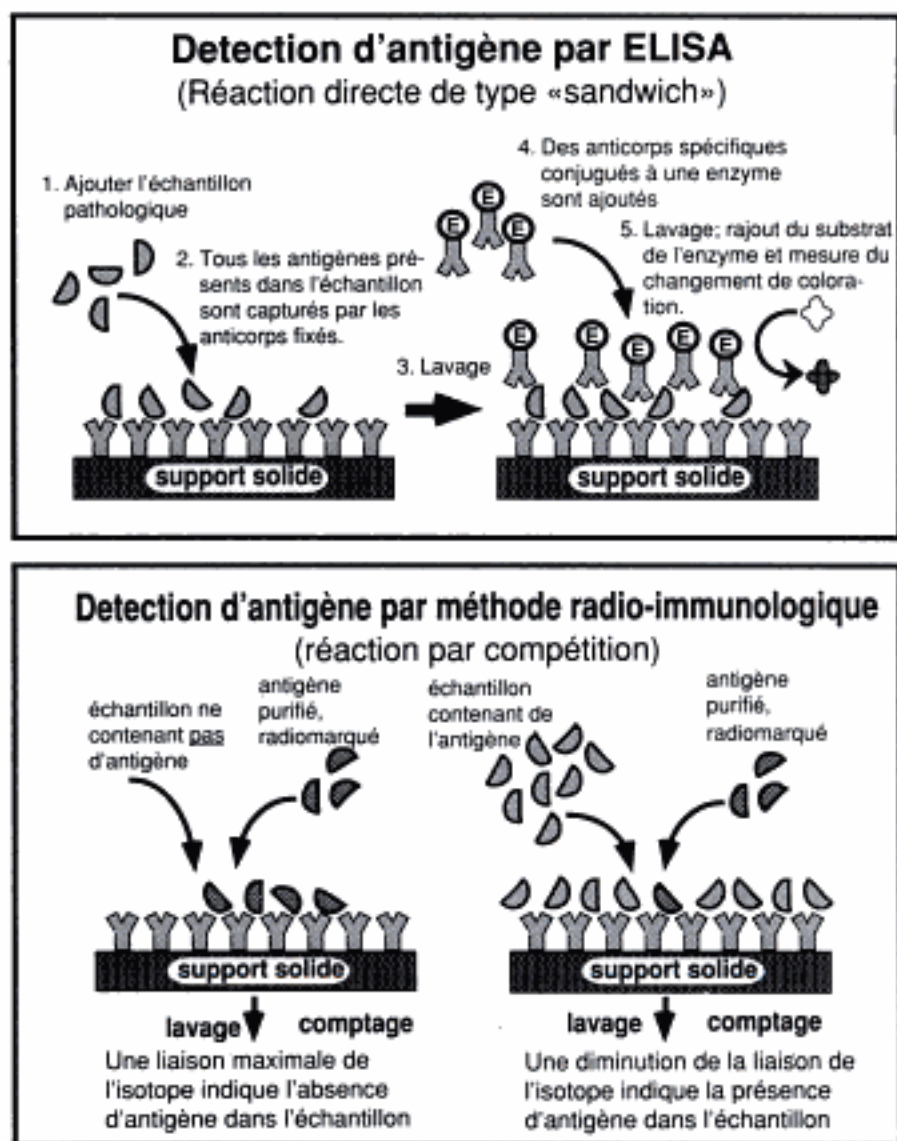 Detection d'antigène par ELISA
(Réaction directe de type «sandwich»)
1. Ajouter l'échantillon
pathologique
2. Tous les antigènes pré-
sents dans l'échantillon
sont capturés par les
anticorps fixés.
3. Lavage
4. Des anticorps spécifiques
conjugués à une enzyme
sont ajoutés
5. Lavage; rajout du substrat
de l'enzyme et mesure du
changement de colora-
tion.
E
E
E
E
E
E
E
E
support solide
support solide
Detection d'antigène par méthode radio-immunologique
(réaction par compétition)
échantillon ne
contenant pas
d'antigène
antigène
purifié,
radiomarqué
échantillon
contenant de
l'antigène
antigène
purifié,
radiomarqué
support solide
support solide
lavage comptage
Une liaison maximale de
l'isotope indique l'absence
d'antigène dans l'échantillon
lavage comptage
Une diminution de la liaison de
l'isotope indique la présence
d'antigène dans l'échantillon